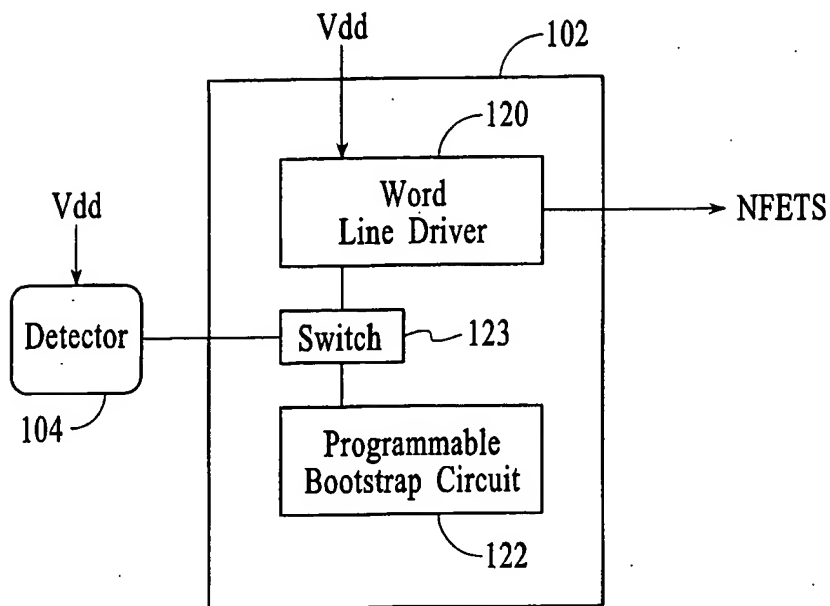 Vdd
102
120
Word
Line Driver
NFETS
Vdd
Detector
Switch
123
104
Programmable
Bootstrap Circuit
122